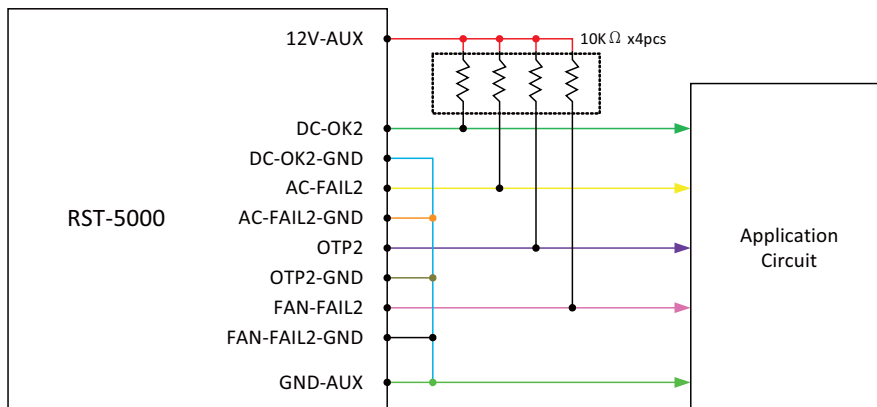 12V-AUX
10KΩ x4pcs
DC-OK2
DC-OK2-GND
AC-FAIL2
RST-5000
AC-FAIL2-GND
OTP2
Application
Circuit
OTP2-GND
FAN-FAIL2
FAN-FAIL2-GND
GND-AUX